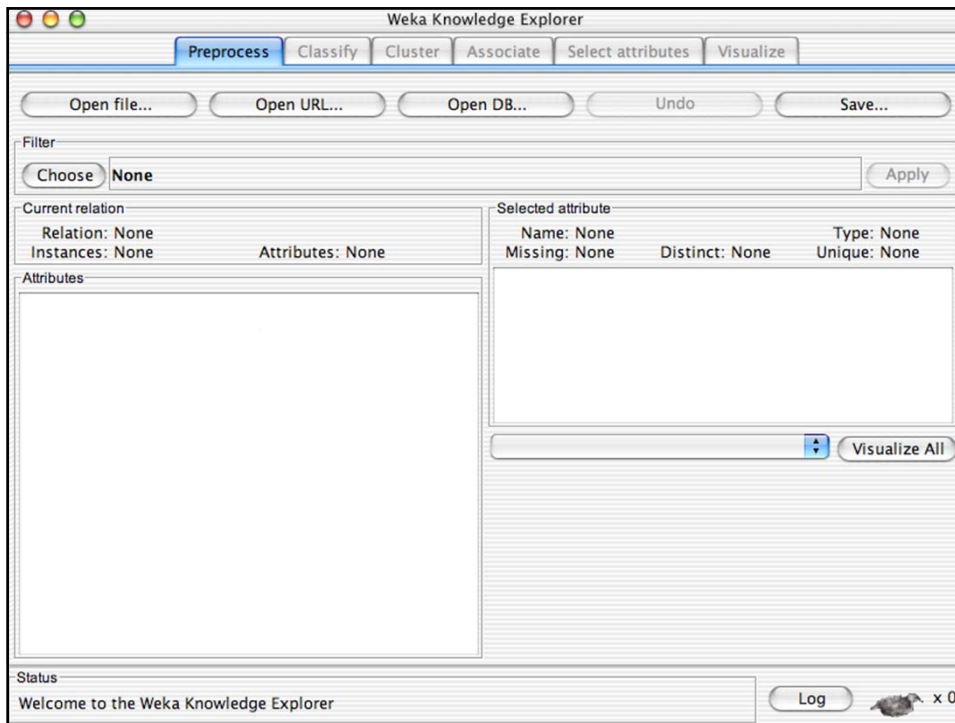 Weka Knowledge Explorer
Preprocess Classify Cluster Associate Select attributes Visualize
Open file... Open URL... Open DB... Undo Save...
Filter
Choose None Apply
Current relation
Relation: None
Instances: None Attributes: None
Selected attribute
Name: None Type: None
Missing: None Distinct: None Unique: None
Attributes
Visualize All
Status
Welcome to the Weka Knowledge Explorer
Log x 0